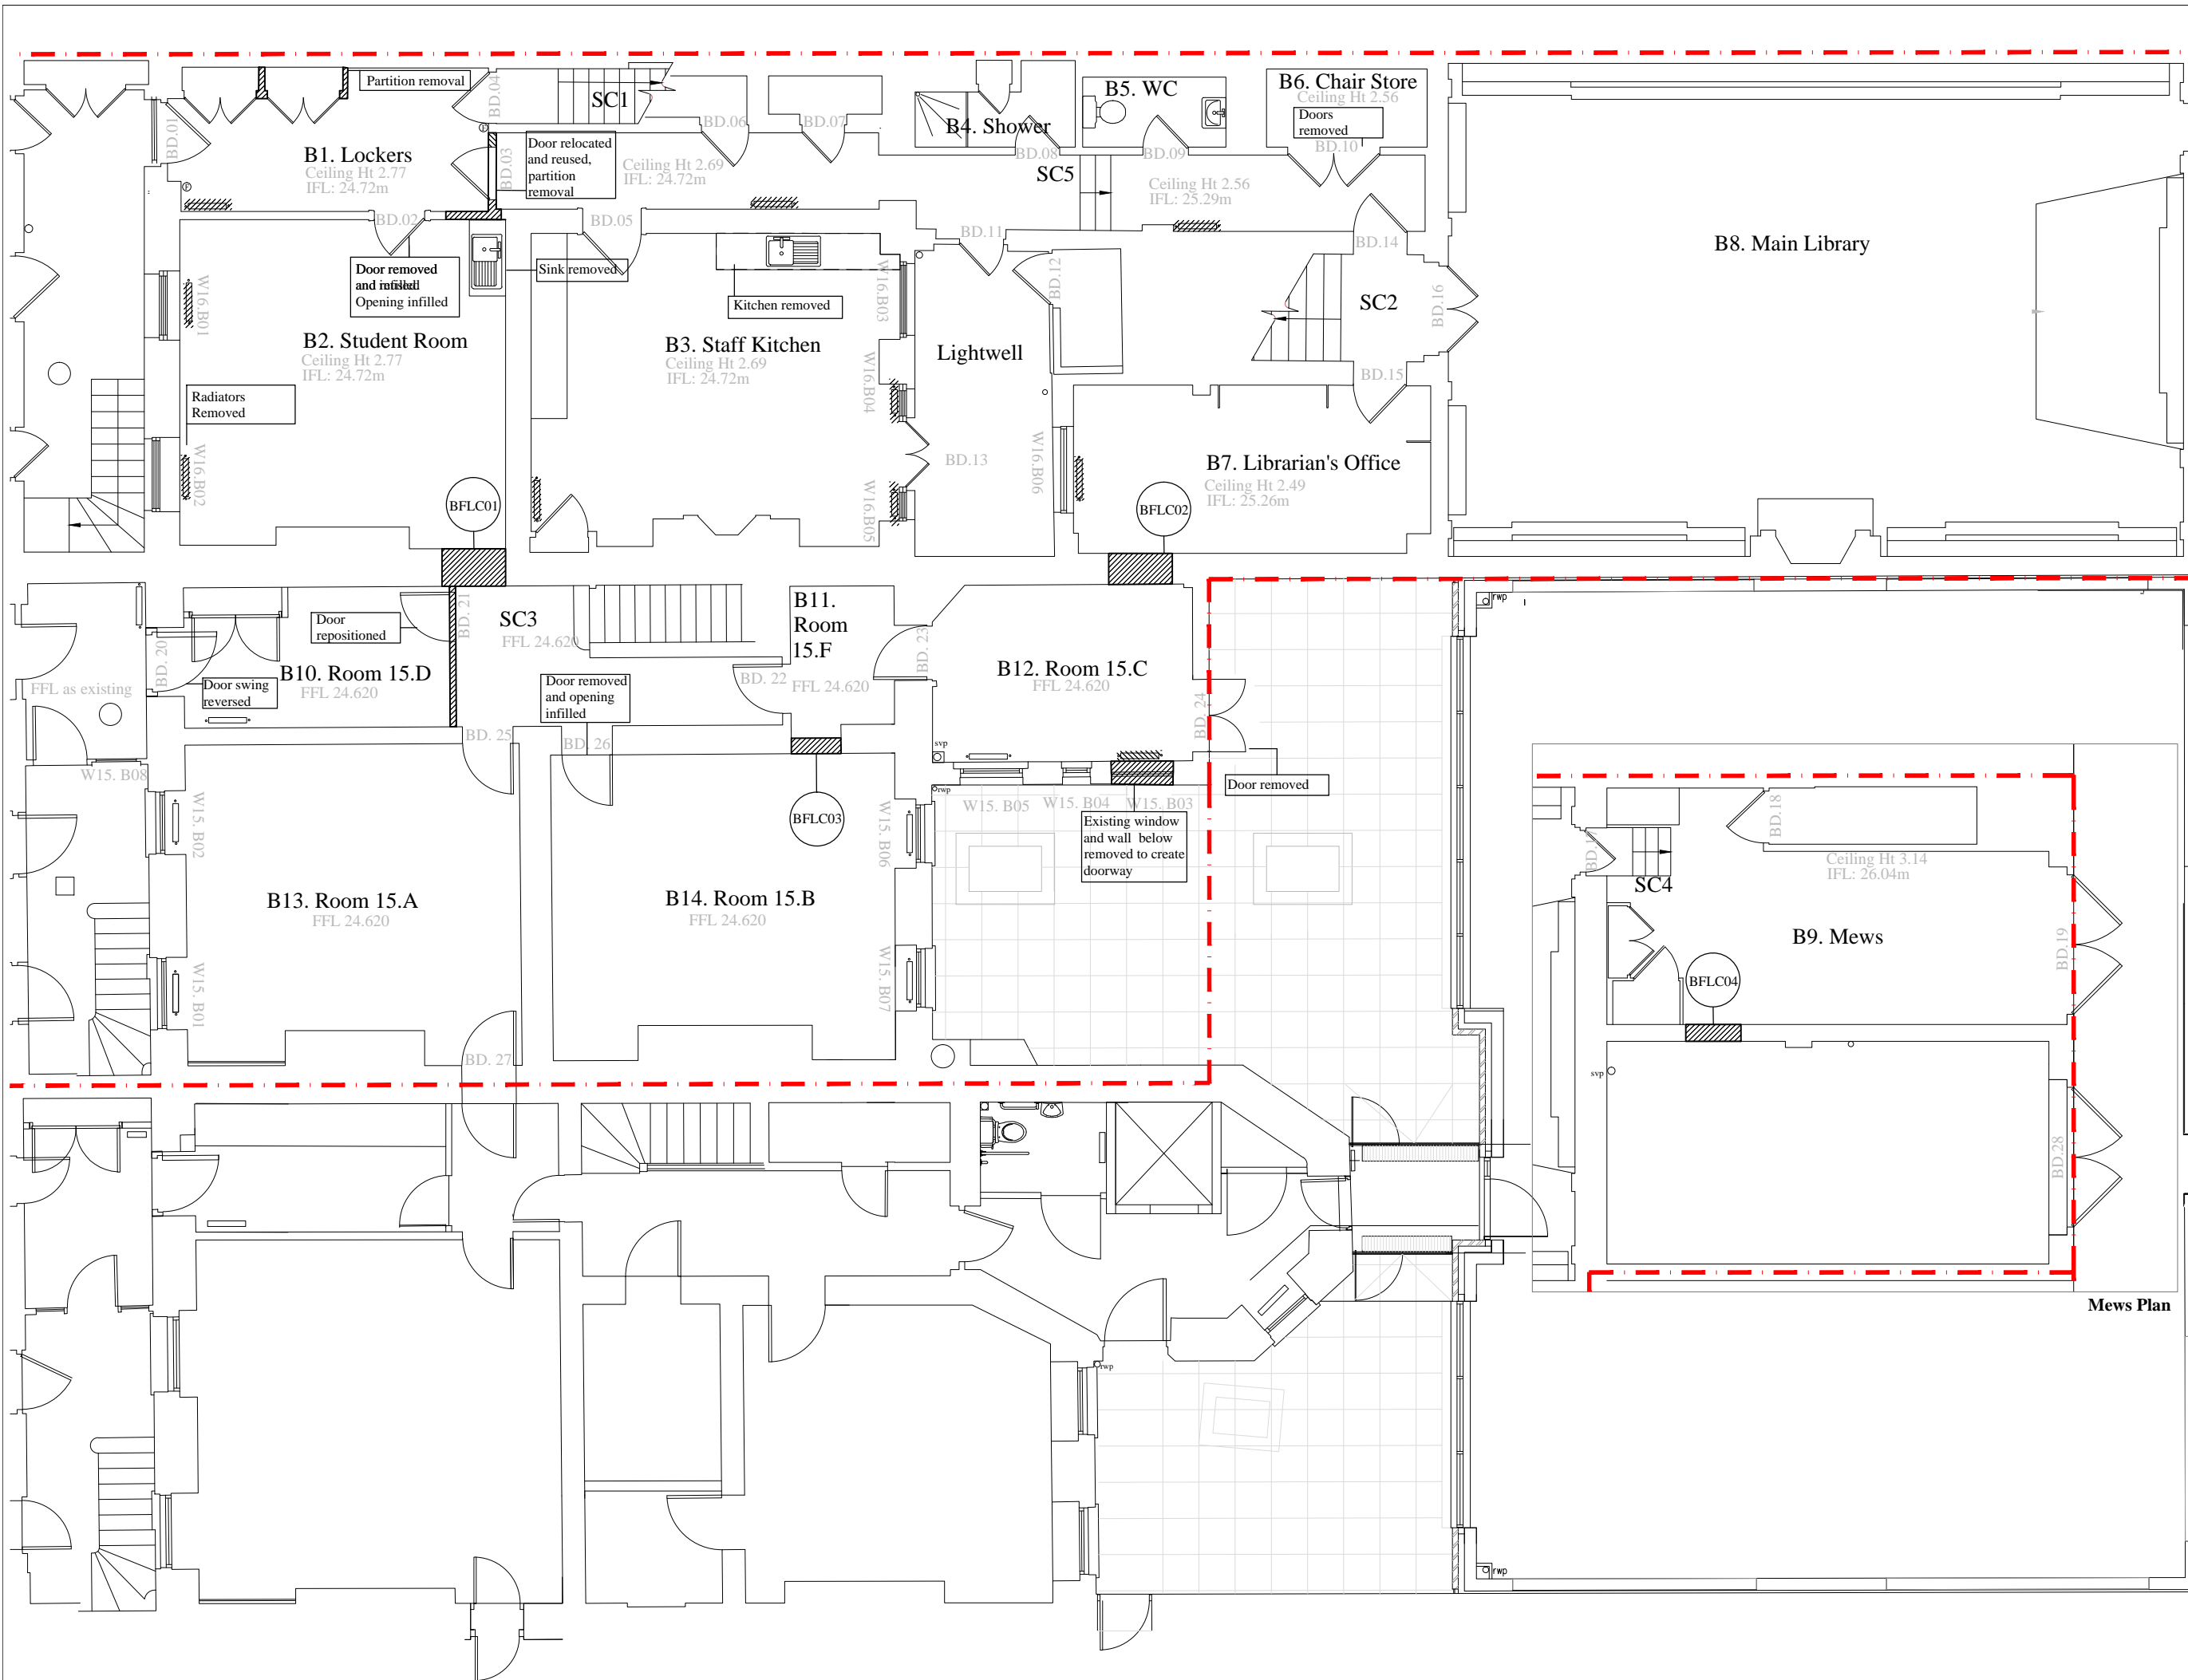 Partition removal
BD.04
SC1
BD.01
B1. Lockers
Ceiling Ht 2.77
IFL: 24.72m
BD.03
Door relocated
and reused,
partition
removal
BD.06
BD.07
Ceiling Ht 2.69
IFL: 24.72m
B4. Shower
B5. WC
BD.08
BD.09
SC5
Ceiling Ht 2.56
IFL: 25.29m
B6. Chair Store
Ceiling Ht 2.56
Doors
removed
BD.10
BD.02
BD.05
BD.11
BD.12
BD.14
B8. Main Library
Door removed
Opening infilled
Sink removed
Kitchen removed
W16.B01
W16.B03
BD.16
SC2
B2. Student Room
Ceiling Ht 2.77
IFL: 24.72m
B3. Staff Kitchen
Ceiling Ht 2.69
IFL: 24.72m
Lightwell
W16.B04
BD.15
Radiators
Removed
W16.B02
BFLC01
W16.B05
BD.13
W16.B06
B7. Librarian's Office
Ceiling Ht 2.49
IFL: 25.26m
BFLC02
BD. 20
Door
repositioned
BD. 21
SC3
FFL 24.620
B11.
Room
15.F
BD. 23
rwp
FFL as existing
Door swing
reversed
B10. Room 15.D
FFL 24.620
Door removed
and opening
infilled
BD. 22
FFL 24.620
B12. Room 15.C
FFL 24.620
BD. 24
BD. 25
BD. 26
svp
W15. B08
rwp
W15. B05
W15. B04
W15. B03
Door removed
W15. B02
BFLC03
W15. B06
Existing window
and wall below
removed to create
doorway
B13. Room 15.A
FFL 24.620
B14. Room 15.B
FFL 24.620
W15. B01
W15. B07
BD. 27
BD.17
BD.18
Ceiling Ht 3.14
IFL: 26.04m
SC4
B9. Mews
BD.19
BFLC04
svp
BD.28
Mews Plan
rwp
rwp